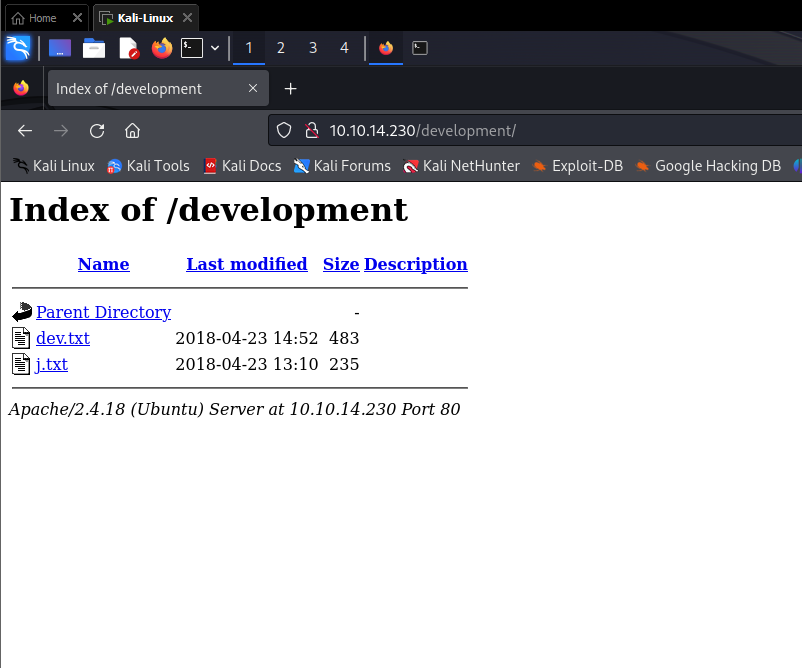 Home
Kali-Linux
1 2 3 4
Index of /development
10.10.14.230/development/
Kali Linux Kali Tools Kali Docs Kali Forums Kali NetHunter Exploit-DB Google Hacking DB
Index of /development
Name Last modified Size Description
Parent Directory -
dev.txt 2018-04-23 14:52 483
j.txt 2018-04-23 13:10 235
Apache/2.4.18 (Ubuntu) Server at 10.10.14.230 Port 80